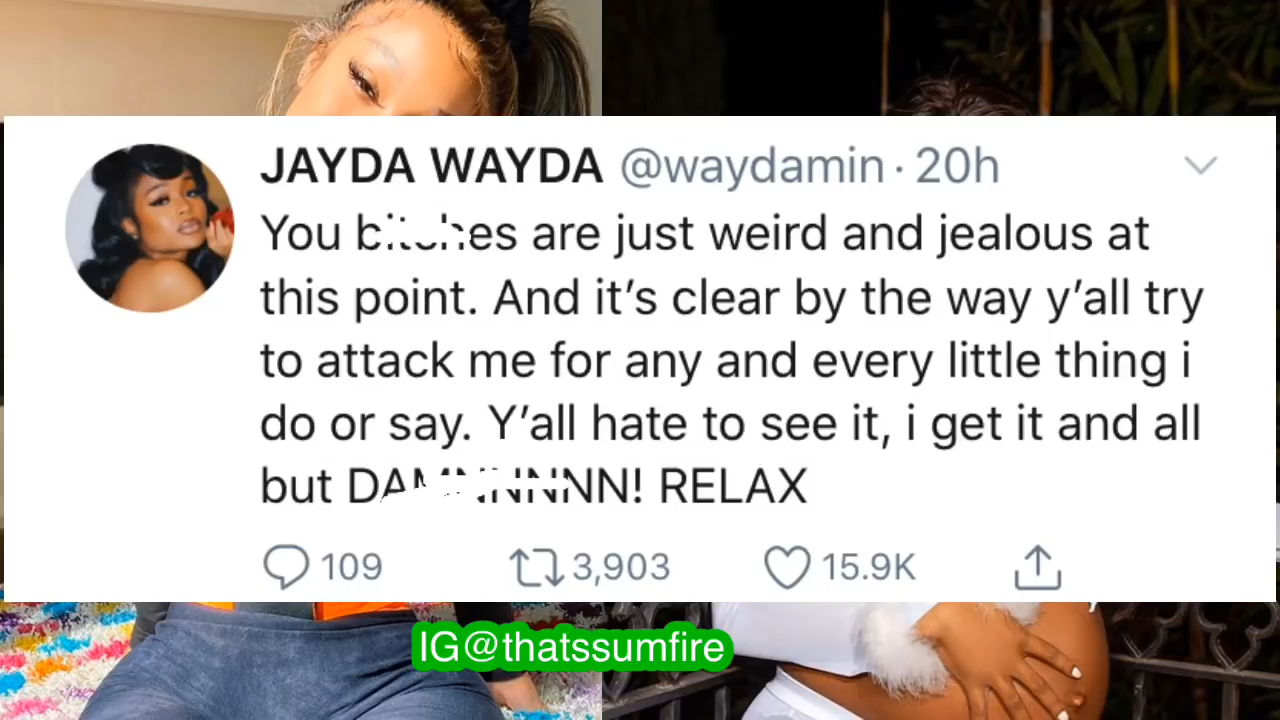 JAYDA WAYDA @waydamin · 20h
You bitches are just weird and jealous at
this point. And it’s clear by the way y’all try
to attack me for any and every little thing i
do or say. Y’all hate to see it, i get it and all
but DAMNNNNNN! RELAX
109 3,903 15.9K
IG@thatssumfire